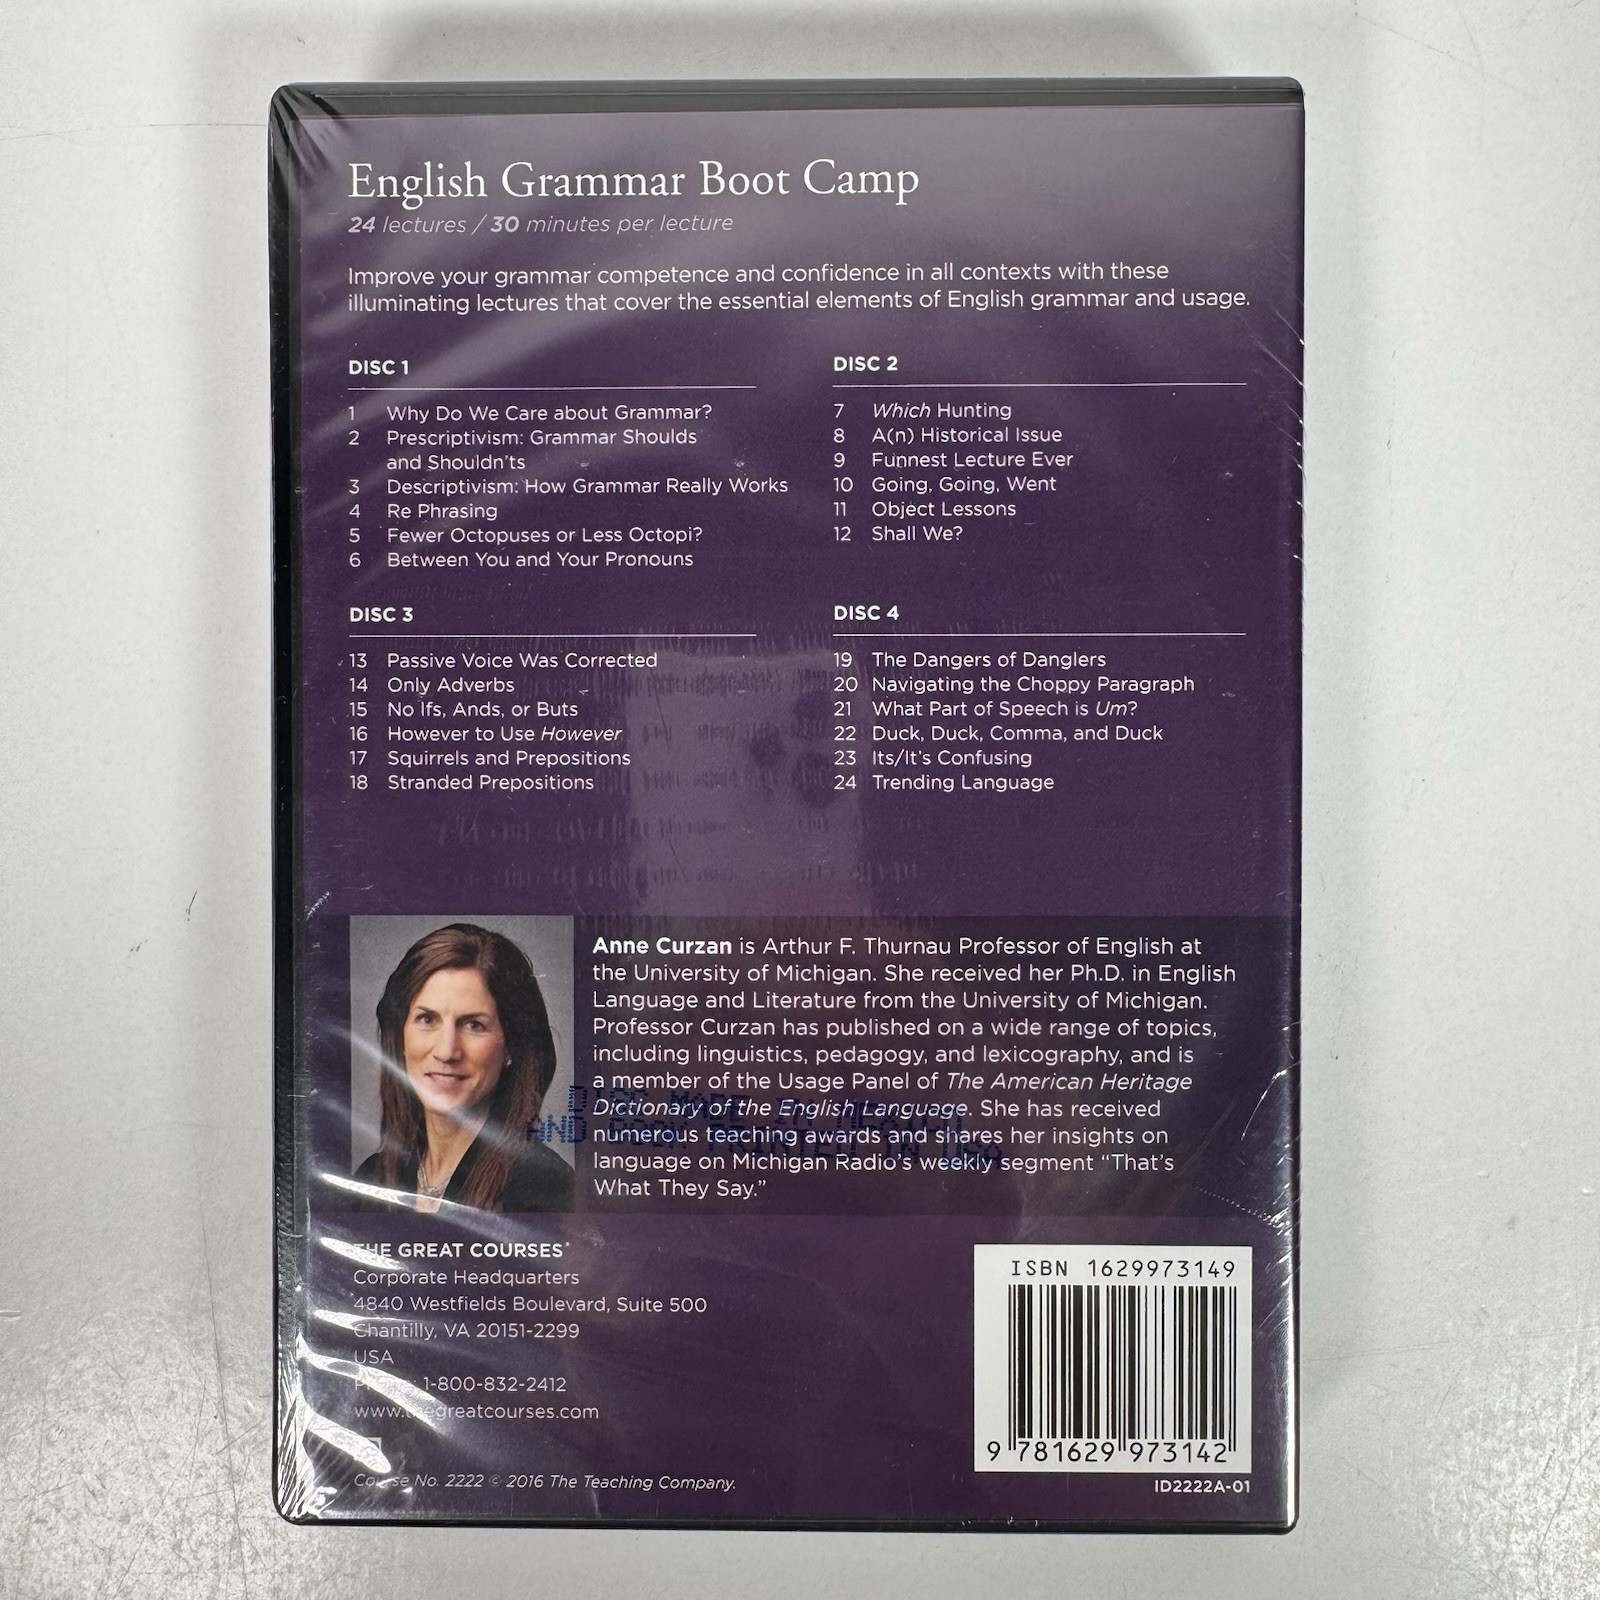 English Grammar Boot Camp
24 lectures / 30 minutes per lecture
Improve your grammar competence and confidence in all contexts with these
illuminating lectures that cover the essential elements of English grammar and usage.
DISC 1
1 Why Do We Care about Grammar?
2 Prescriptivism: Grammar Shoulds
and Shouldn'ts
3 Descriptivism: How Grammar Really Works
4 Re Phrasing
5 Fewer Octopuses or Less Octopi?
6 Between You and Your Pronouns
DISC 2
7 Which Hunting
8 A(n) Historical Issue
9 Funnest Lecture Ever
10 Going, Going, Went
11 Object Lessons
12 Shall We?
DISC 3
13 Passive Voice Was Corrected
14 Only Adverbs
15 No Ifs, Ands, or Buts
16 However to Use However
17 Squirrels and Prepositions
18 Stranded Prepositions
DISC 4
19 The Dangers of Danglers
20 Navigating the Choppy Paragraph
21 What Part of Speech is Um?
22 Duck, Duck, Comma, and Duck
23 Its/It's Confusing
24 Trending Language
Anne Curzan is Arthur F. Thurnau Professor of English at
the University of Michigan. She received her Ph.D. in English
Language and Literature from the University of Michigan.
Professor Curzan has published on a wide range of topics,
including linguistics, pedagogy, and lexicography, and is
a member of the Usage Panel of The American Heritage
Dictionary of the English Language. She has received
numerous teaching awards and shares her insights on
language on Michigan Radio's weekly segment “That's
What They Say.”
AND BOOK PRINTED IN USA
THE GREAT COURSES®
Corporate Headquarters
4840 Westfields Boulevard, Suite 500
Chantilly, VA 20151-2299
USA
Phone: 1-800-832-2412
www.thegreatcourses.com
Course No. 2222 © 2016 The Teaching Company.
ISBN 1629973149
9 781629 973142
ID2222A-01